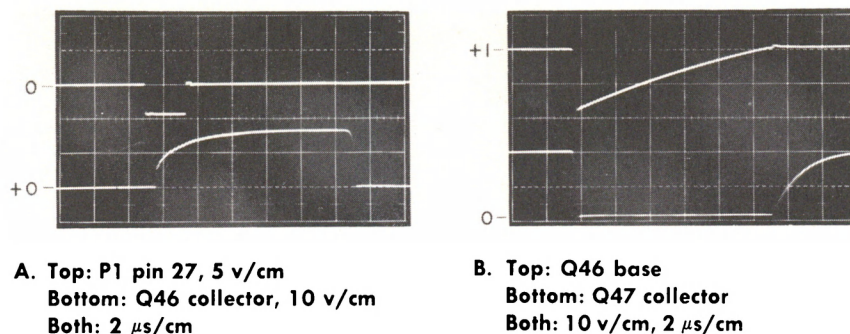 0
+0
+1
0
A. Top: P1 pin 27, 5 v/cm
Bottom: Q46 collector, 10 v/cm
Both: 2 μs/cm
B. Top: Q46 base
Bottom: Q47 collector
Both: 10 v/cm, 2 μs/cm